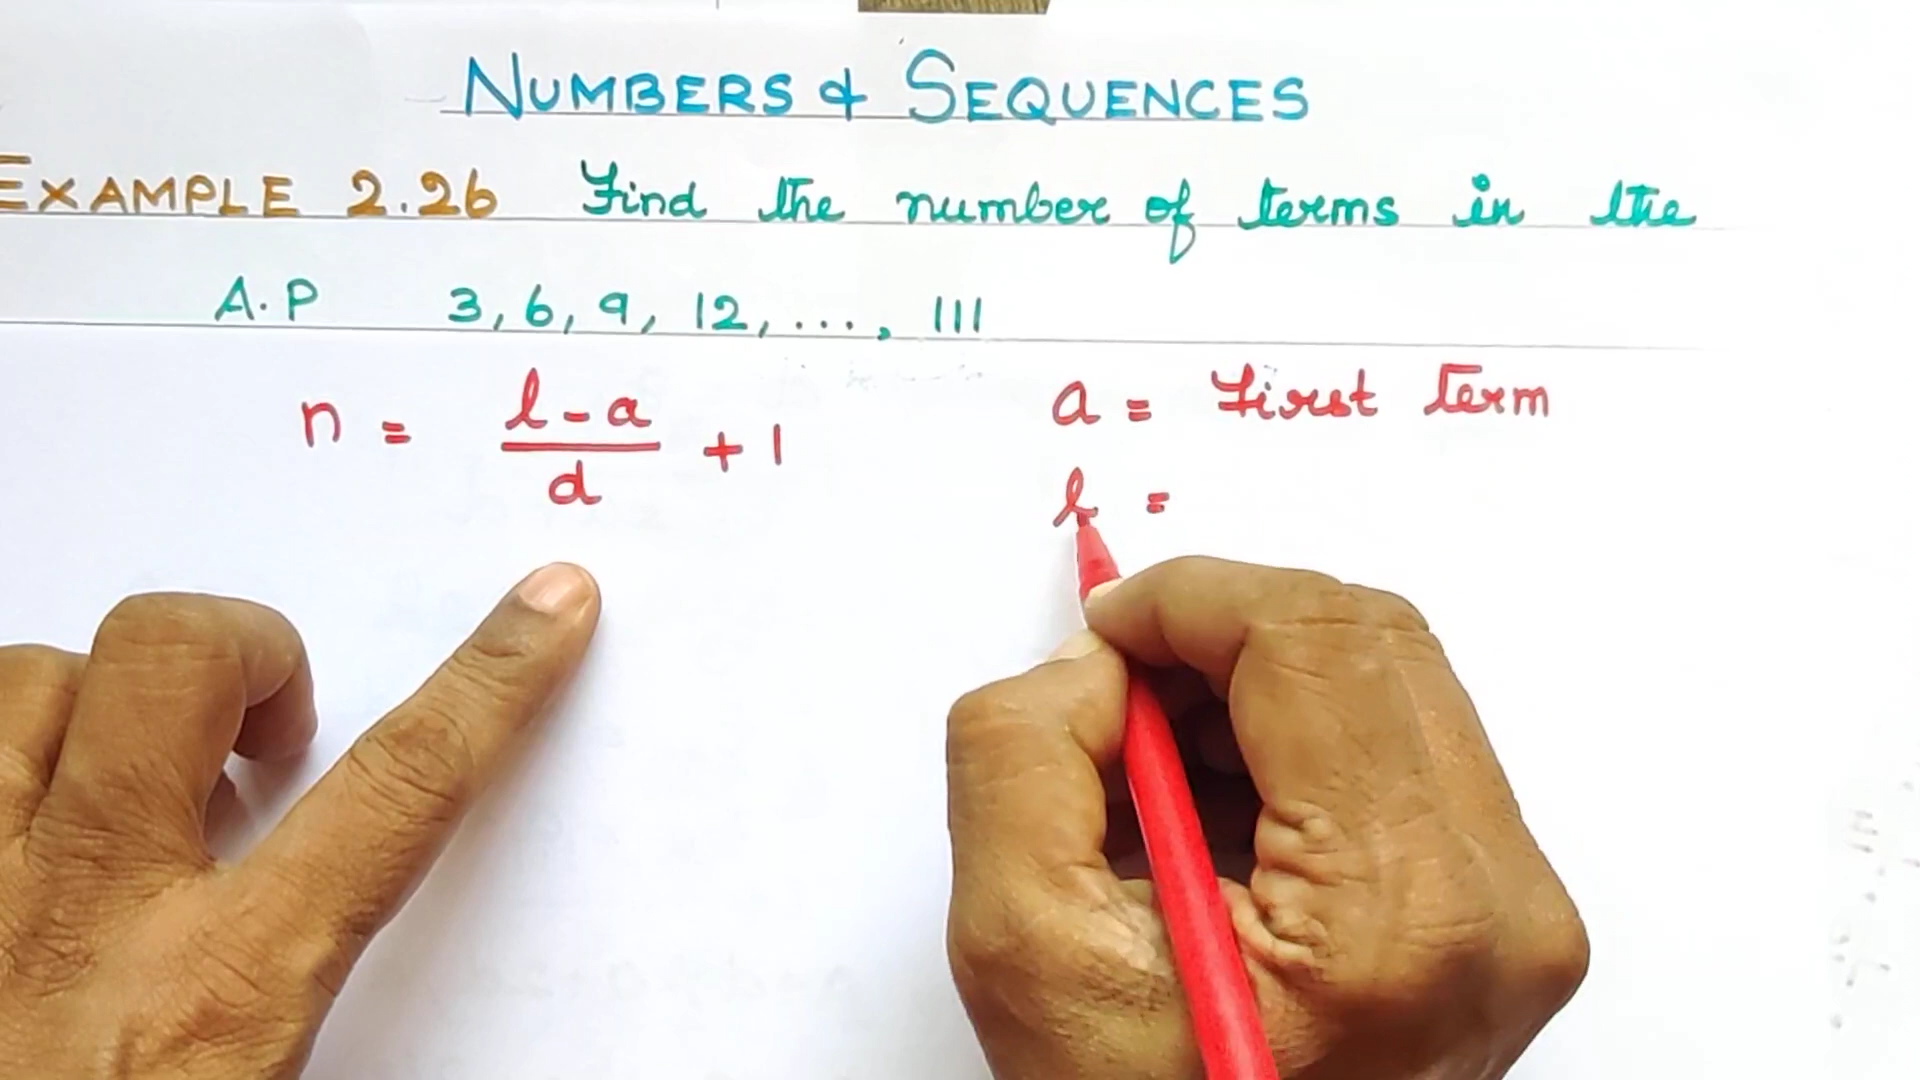 NUMBERS & SEQUENCES
EXAMPLE 2.26 Find the number of terms in the
A.P 3, 6, 9, 12, ..., 111
n = (l - a)/d + 1
a = First term
l =